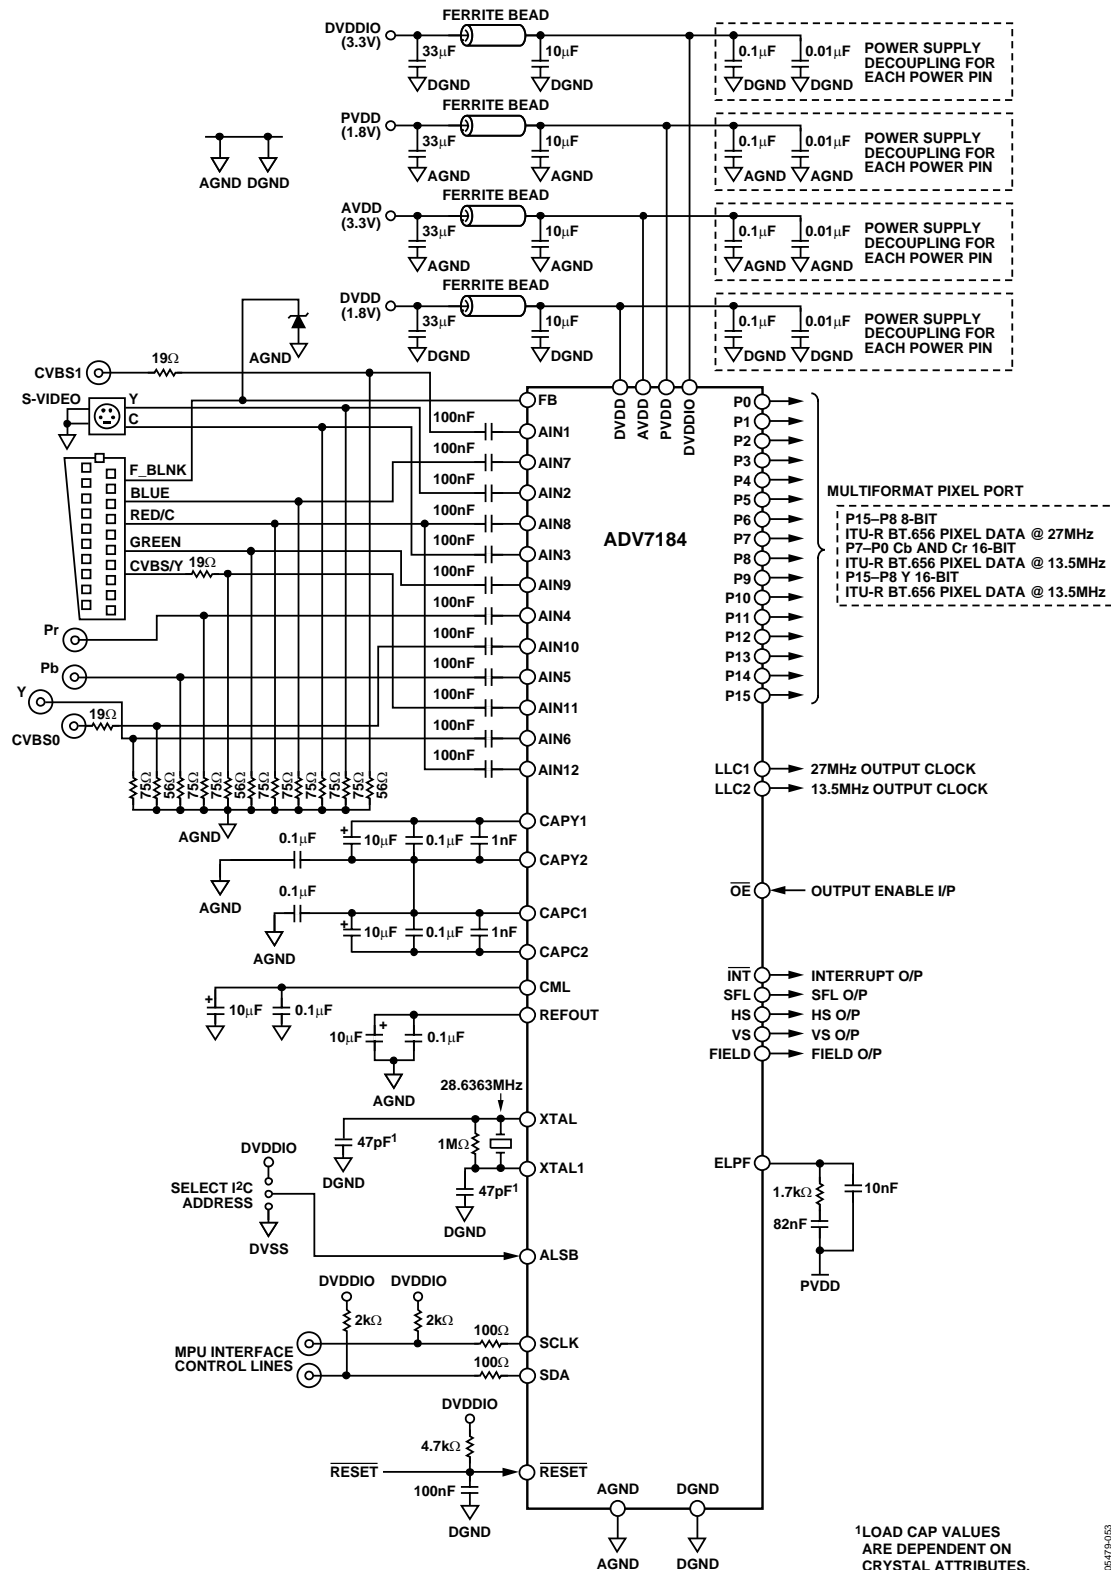 FERRITE BEAD
DVDDIO
(3.3V)
33μF
10μF
0.1μF
0.01μF
DGND
DGND
DGND
DGND
POWER SUPPLY
DECOUPLING FOR
EACH POWER PIN
FERRITE BEAD
PVDD
(1.8V)
33μF
10μF
0.1μF
0.01μF
AGND
AGND
AGND
AGND
POWER SUPPLY
DECOUPLING FOR
EACH POWER PIN
AGND DGND
FERRITE BEAD
AVDD
(3.3V)
33μF
10μF
0.1μF
0.01μF
AGND
AGND
AGND
AGND
POWER SUPPLY
DECOUPLING FOR
EACH POWER PIN
FERRITE BEAD
DVDD
(1.8V)
33μF
10μF
0.1μF
0.01μF
DGND
DGND
DGND
DGND
POWER SUPPLY
DECOUPLING FOR
EACH POWER PIN
AGND
CVBS1
19Ω
S-VIDEO
Y
C
F_BLNK
BLUE
RED/C
GREEN
CVBS/Y
19Ω
Pr
Pb
Y
CVBS0
19Ω
75Ω
56Ω
75Ω
75Ω
56Ω
75Ω
75Ω
75Ω
75Ω
75Ω
56Ω
AGND
FB
100nF
AIN1
100nF
AIN7
100nF
AIN2
100nF
AIN8
100nF
AIN3
100nF
AIN9
100nF
AIN4
100nF
AIN10
100nF
AIN5
100nF
AIN11
100nF
AIN6
100nF
AIN12
DVDD
AVDD
PVDD
DVDDIO
ADV7184
P0
P1
P2
P3
P4
P5
P6
P7
P8
P9
P10
P11
P12
P13
P14
P15
MULTIFORMAT PIXEL PORT
P15–P8 8-BIT
ITU-R BT.656 PIXEL DATA @ 27MHz
P7–P0 Cb AND Cr 16-BIT
ITU-R BT.656 PIXEL DATA @ 13.5MHz
P15–P8 Y 16-BIT
ITU-R BT.656 PIXEL DATA @ 13.5MHz
LLC1
27MHz OUTPUT CLOCK
LLC2
13.5MHz OUTPUT CLOCK
CAPY1
+
10μF
0.1μF
1nF
0.1μF
CAPY2
AGND
OE
OUTPUT ENABLE I/P
0.1μF
CAPC1
+
10μF
0.1μF
1nF
AGND
CAPC2
INT
INTERRUPT O/P
SFL
SFL O/P
HS
HS O/P
VS
VS O/P
FIELD
FIELD O/P
CML
+
10μF
0.1μF
REFOUT
10μF
+
0.1μF
AGND
28.6363MHz
XTAL
47pF1
1MΩ
DGND
XTAL1
47pF1
DGND
ELPF
1.7kΩ
10nF
82nF
PVDD
DVDDIO
SELECT I2C
ADDRESS
DVSS
ALSB
DVDDIO
DVDDIO
2kΩ
2kΩ
MPU INTERFACE
CONTROL LINES
100Ω
SCLK
100Ω
SDA
DVDDIO
4.7kΩ
RESET
RESET
100nF
DGND
AGND
DGND
AGND
DGND
1LOAD CAP VALUES
ARE DEPENDENT ON
CRYSTAL ATTRIBUTES.
05479-053